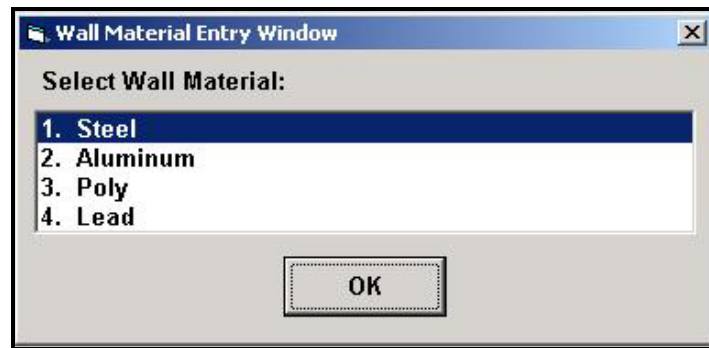 Wall Material Entry Window
Select Wall Material:
1. Steel
2. Aluminum
3. Poly
4. Lead
OK